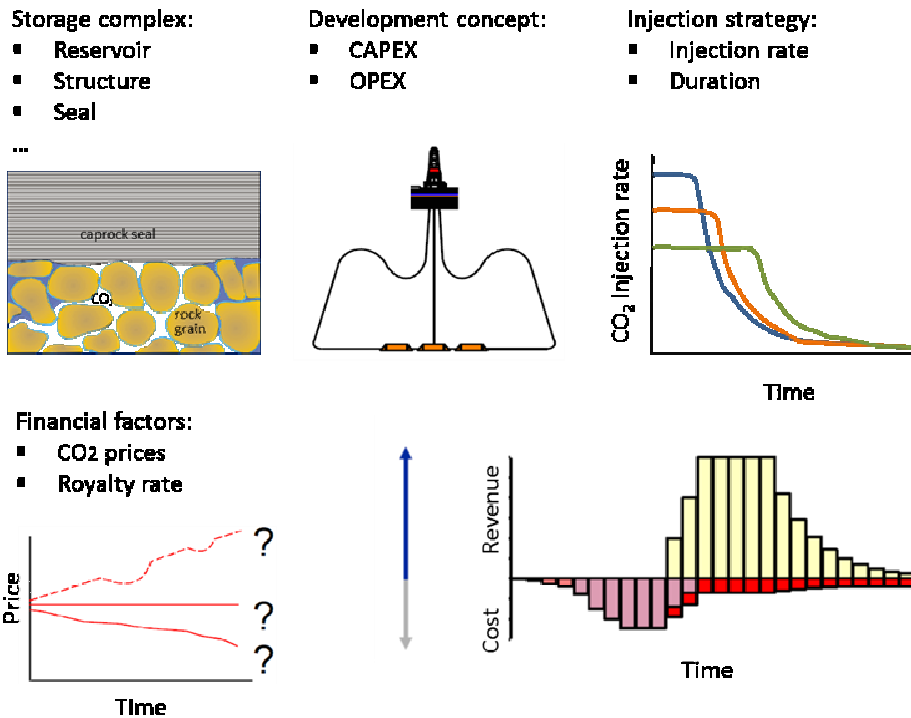 Storage complex:
▪ Reservoir
▪ Structure
▪ Seal
...
caprock seal
CO2
rock
grain
Development concept:
▪ CAPEX
▪ OPEX
Injection strategy:
▪ Injection rate
▪ Duration
CO2 Injection rate
Time
Financial factors:
▪ CO2 prices
▪ Royalty rate
Price
?
?
?
Time
Revenue
Cost
Time